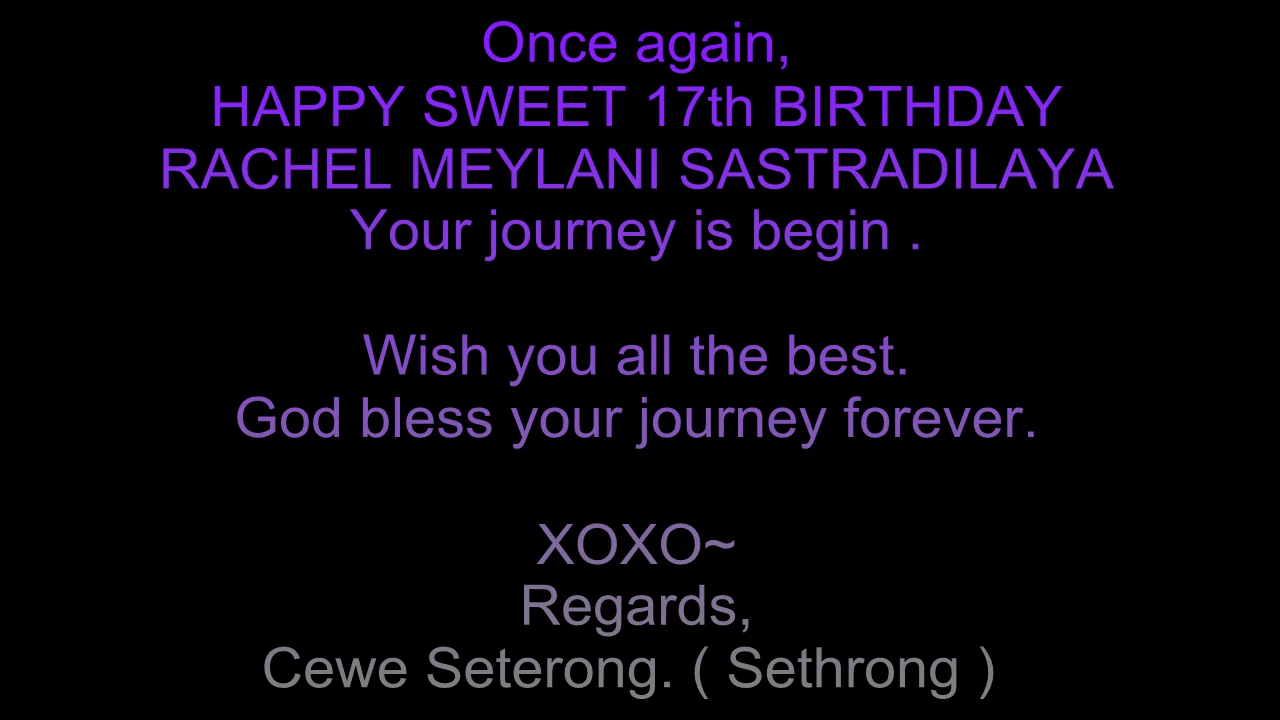 Once again,
HAPPY SWEET 17th BIRTHDAY
RACHEL MEYLANI SASTRADILAYA
Your journey is begin .
Wish you all the best.
God bless your journey forever.
XOXO~
Regards,
Cewe Seterong. ( Sethrong )